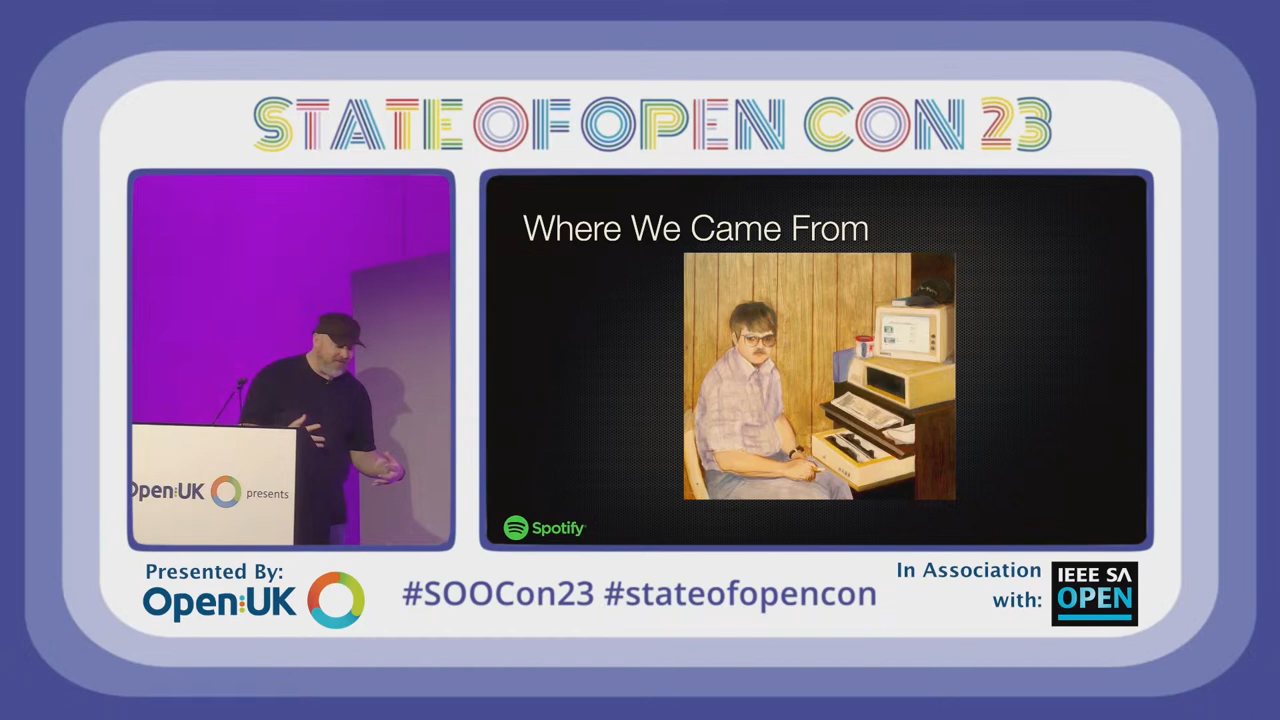 STATE OF OPEN CON 23
Where We Came From
Open:UK presents
Spotify
Presented By:
Open:UK
#SOOCon23 #stateofopencon
In Association
with:
IEEE SA
OPEN